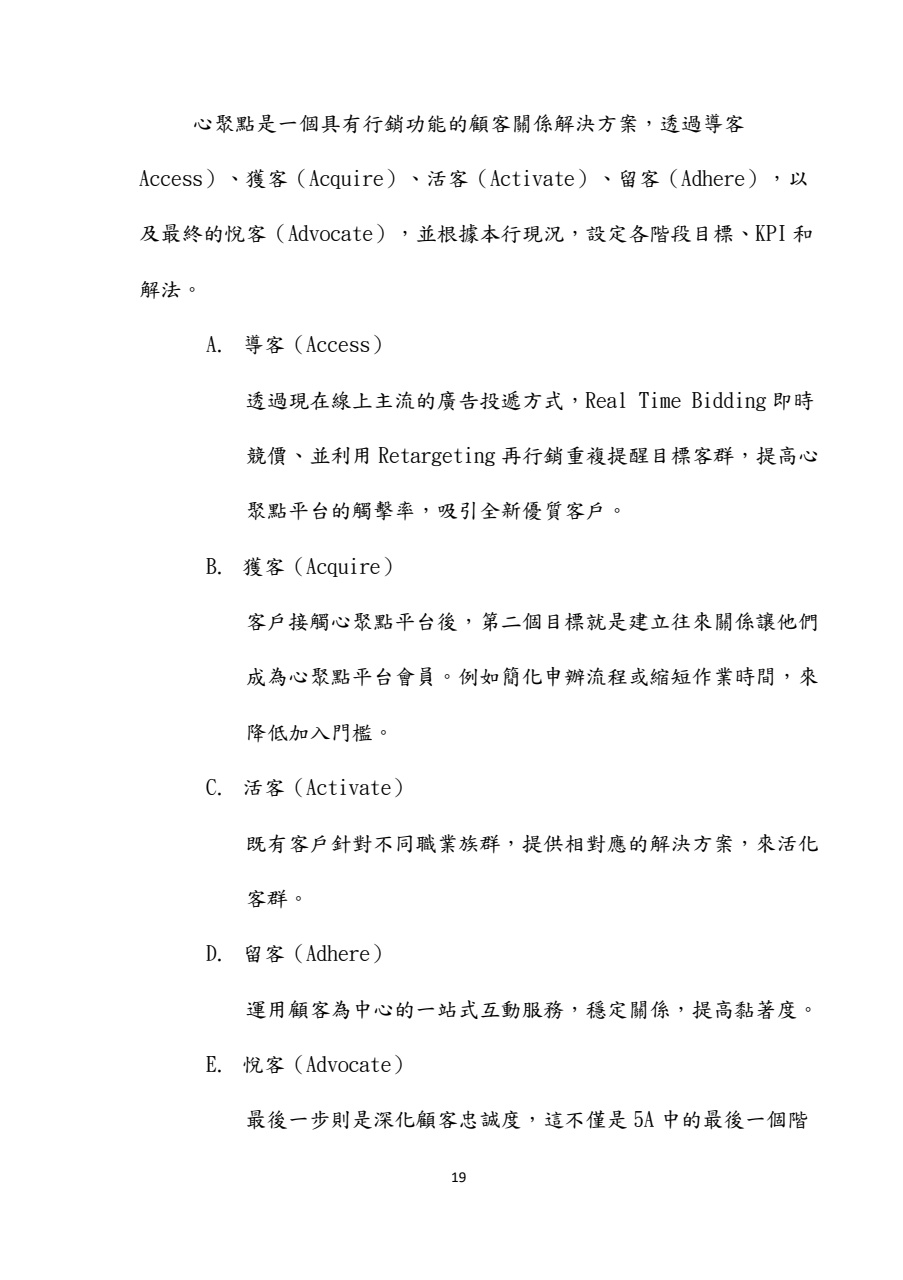 心聚點是一個具有行銷功能的顧客關係解決方案，透過導客
Access）、獲客（Acquire）、活客（Activate）、留客（Adhere），以
及最終的悅客（Advocate），並根據本行現況，設定各階段目標、KPI 和
解法。
A. 導客（Access）
透過現在線上主流的廣告投遞方式，Real Time Bidding 即時
競價、並利用 Retargeting 再行銷重複提醒目標客群，提高心
聚點平台的觸擊率，吸引全新優質客戶。
B. 獲客（Acquire）
客戶接觸心聚點平台後，第二個目標就是建立往來關係讓他們
成為心聚點平台會員。例如簡化申辦流程或縮短作業時間，來
降低加入門檻。
C. 活客（Activate）
既有客戶針對不同職業族群，提供相對應的解決方案，來活化
客群。
D. 留客（Adhere）
運用顧客為中心的一站式互動服務，穩定關係，提高黏著度。
E. 悅客（Advocate）
最後一步則是深化顧客忠誠度，這不僅是 5A 中的最後一個階
19